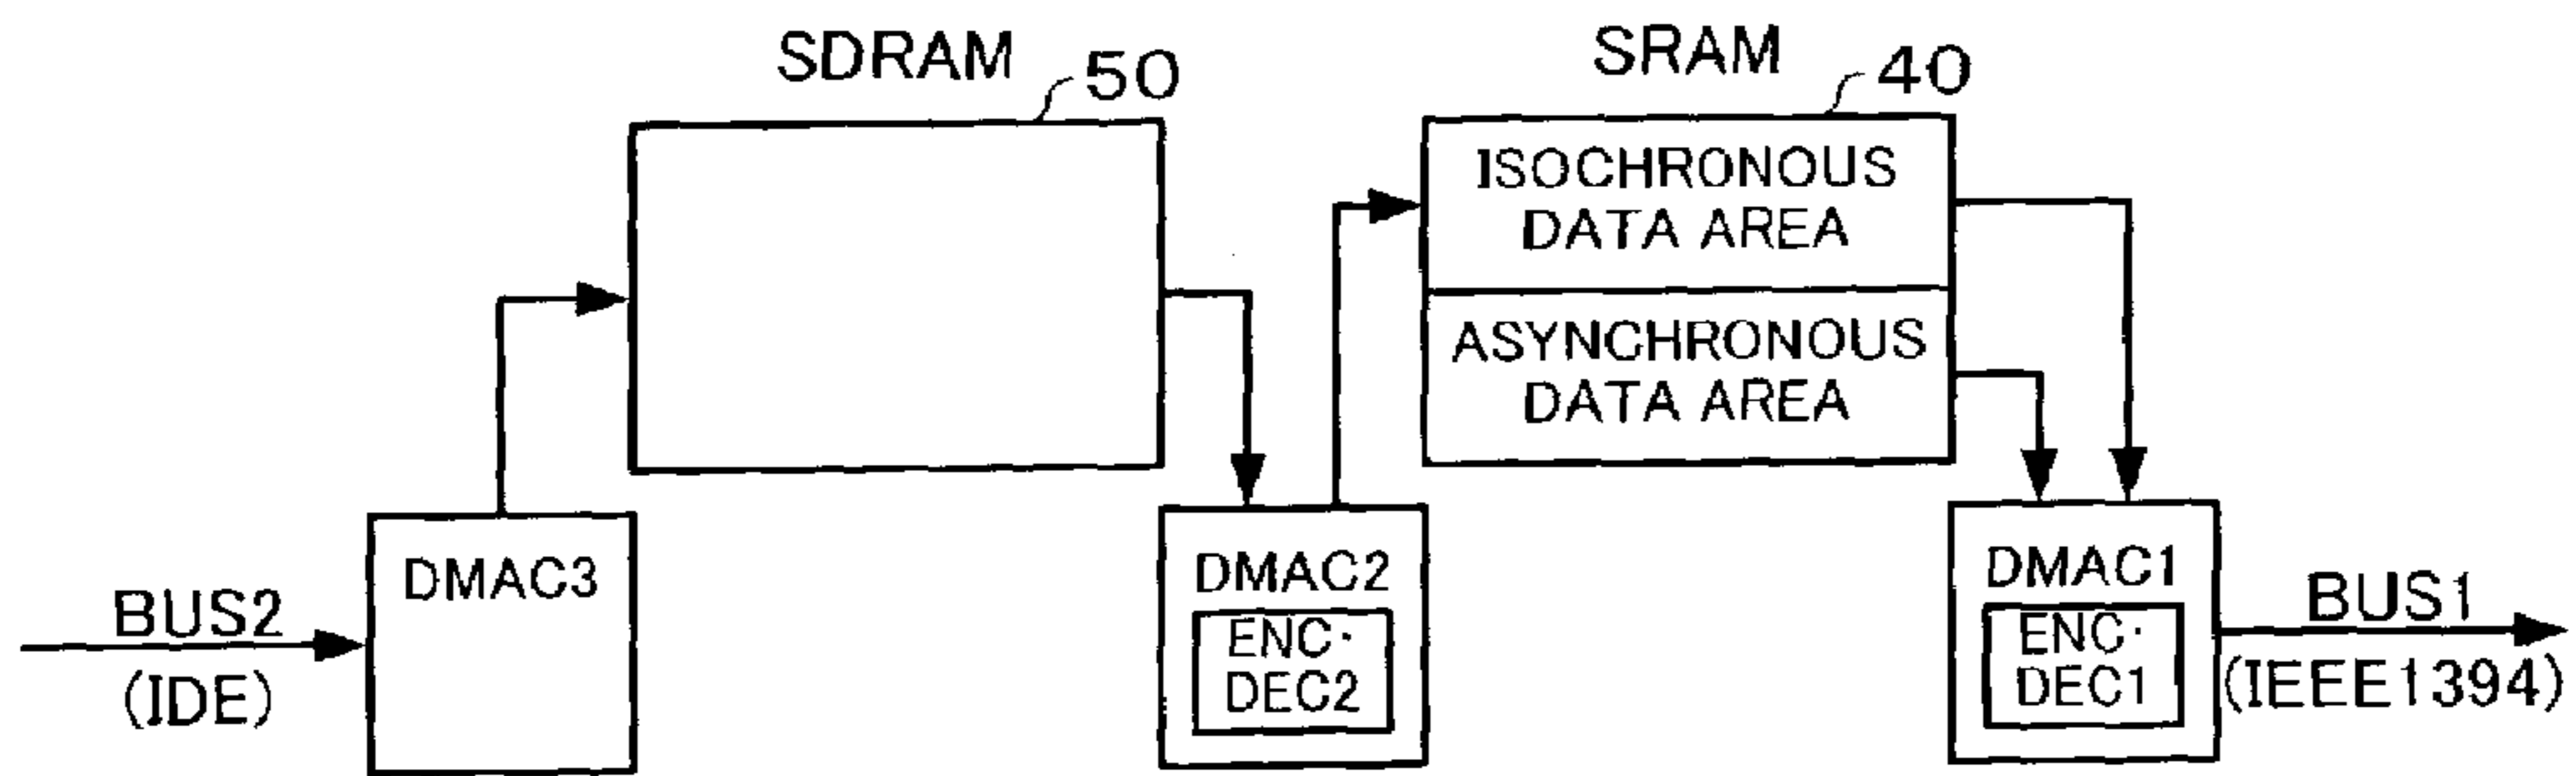 SDRAM
50
SRAM
40
ISOCHRONOUS
DATA AREA
ASYNCHRONOUS
DATA AREA
BUS2
(IDE)
DMAC3
DMAC2
ENC·
DEC2
DMAC1
ENC·
DEC1
BUS1
(IEEE1394)